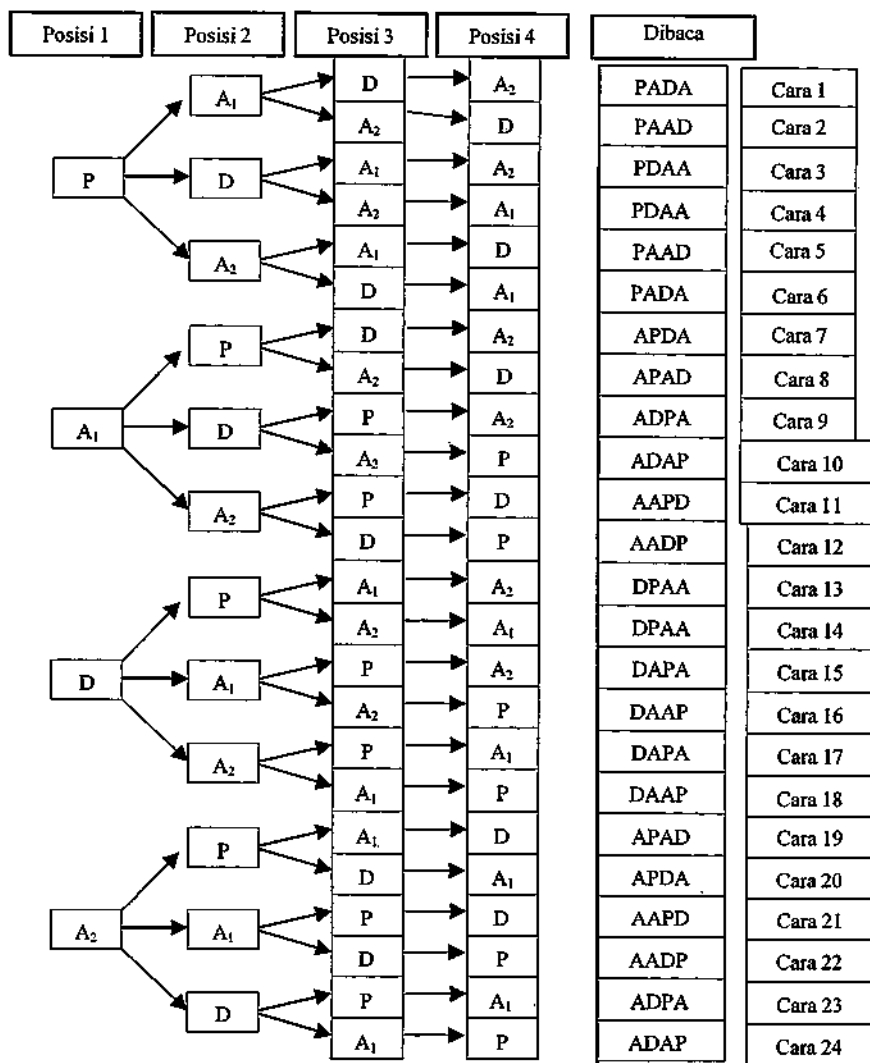 Posisi 1 Posisi 2 Posisi 3 Posisi 4 Dibaca
D A₂ PADA Cara 1
A₁
A₂ D PAAD Cara 2
P D A₁ A₂ PDAA Cara 3
A₂ A₁ PDAA Cara 4
A₁ D PAAD Cara 5
A₂
D A₁ PADA Cara 6
D A₂ APDA Cara 7
P
A₂ D APAD Cara 8
P A₂ ADPA Cara 9
A₁ D
A₂ P ADAP Cara 10
P D AAPD Cara 11
A₂
D P AADP Cara 12
A₁ A₂ DPAA Cara 13
P
A₂ A₁ DPAA Cara 14
P A₂ DAPA Cara 15
D A₁
A₂ P DAAP Cara 16
P A₁ DAPA Cara 17
A₂
A₁ P DAAP Cara 18
A₁ D APAD Cara 19
P
D A₁ APDA Cara 20
P D AAPD Cara 21
A₂ A₁
D P AADP Cara 22
P A₁ ADPA Cara 23
D
A₁ P ADAP Cara 24